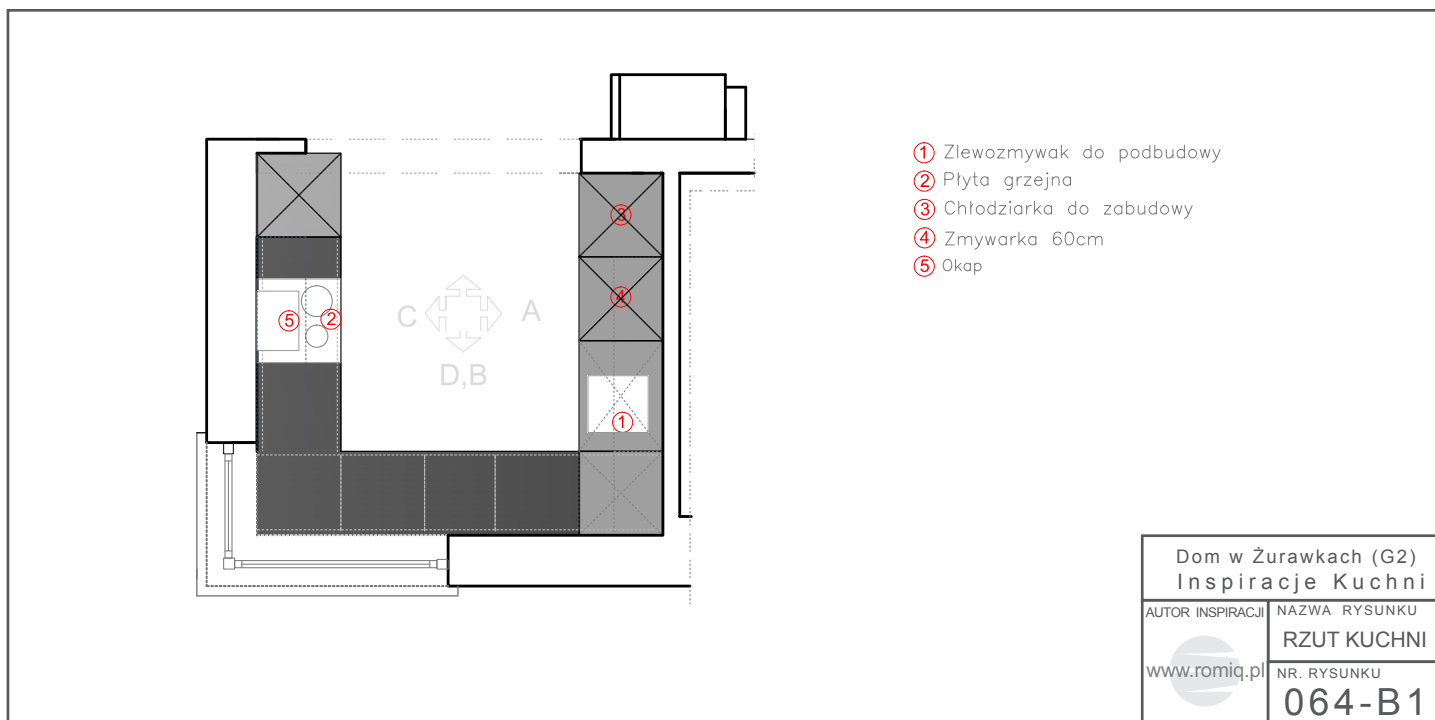 ① Zlewozmywak do podbudowy
② Płyta grzejna
③ Chłodziarka do zabudowy
④ Zmywarka 60cm
⑤ Okap
3
4
5
2
C
A
D,B
1
Dom w Żurawkach (G2)
Inspiracje Kuchni
AUTOR INSPIRACJI
www.romiq.pl
NAZWA RYSUNKU
RZUT KUCHNI
NR. RYSUNKU
064-B1